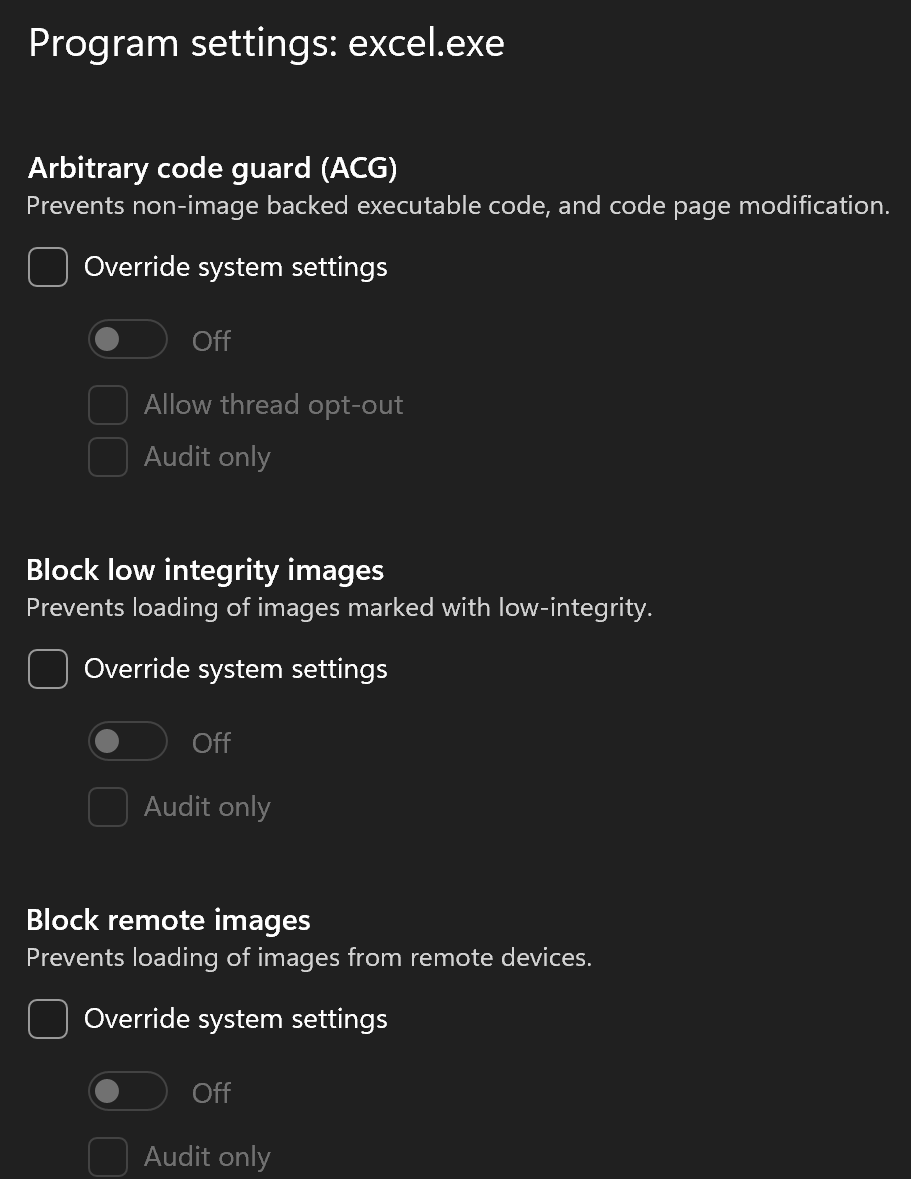 Program settings: excel.exe
Arbitrary code guard (ACG)
Prevents non-image backed executable code, and code page modification.
Override system settings
Off
Allow thread opt-out
Audit only
Block low integrity images
Prevents loading of images marked with low-integrity.
Override system settings
Off
Audit only
Block remote images
Prevents loading of images from remote devices.
Override system settings
Off
Audit only